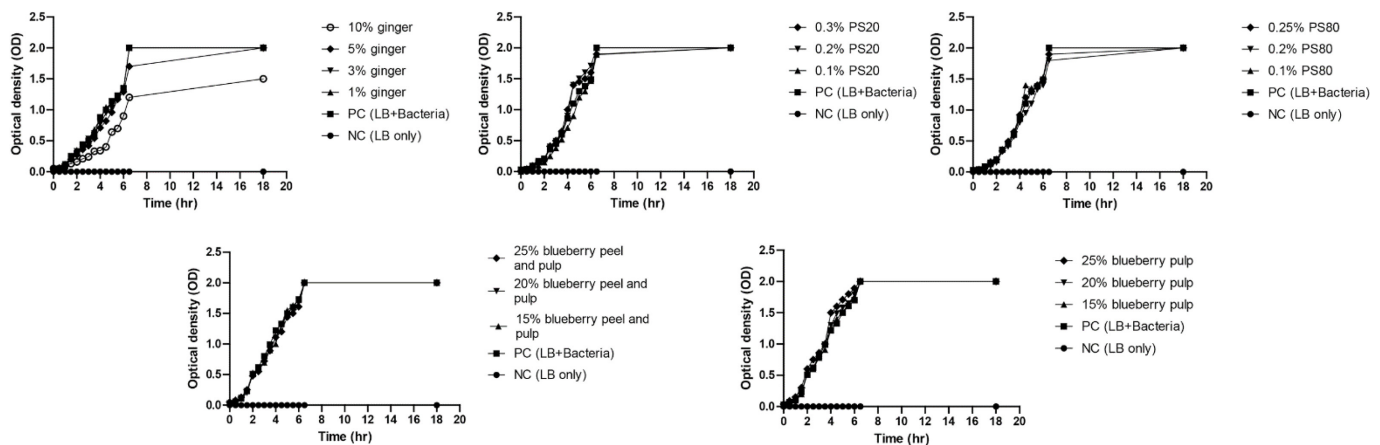 Optical density (OD)
2.5
2.0
1.5
1.0
0.5
0.0
0 2 4 6 8 10 12 14 16 18 20
Time (hr)
10% ginger
5% ginger
3% ginger
1% ginger
PC (LB+Bacteria)
NC (LB only)
Optical density (OD)
2.5
2.0
1.5
1.0
0.5
0.0
0 2 4 6 8 10 12 14 16 18 20
Time (hr)
0.3% PS20
0.2% PS20
0.1% PS20
PC (LB+Bacteria)
NC (LB only)
Optical density (OD)
2.5
2.0
1.5
1.0
0.5
0.0
0 2 4 6 8 10 12 14 16 18 20
Time (hr)
0.25% PS80
0.2% PS80
0.1% PS80
PC (LB+Bacteria)
NC (LB only)
Optical density (OD)
2.5
2.0
1.5
1.0
0.5
0.0
0 2 4 6 8 10 12 14 16 18 20
Time (hr)
25% blueberry peel
and pulp
20% blueberry peel and
pulp
15% blueberry peel and
pulp
PC (LB+Bacteria)
NC (LB only)
Optical density (OD)
2.5
2.0
1.5
1.0
0.5
0.0
0 2 4 6 8 10 12 14 16 18 20
Time (hr)
25% blueberry pulp
20% blueberry pulp
15% blueberry pulp
PC (LB+Bacteria)
NC (LB only)